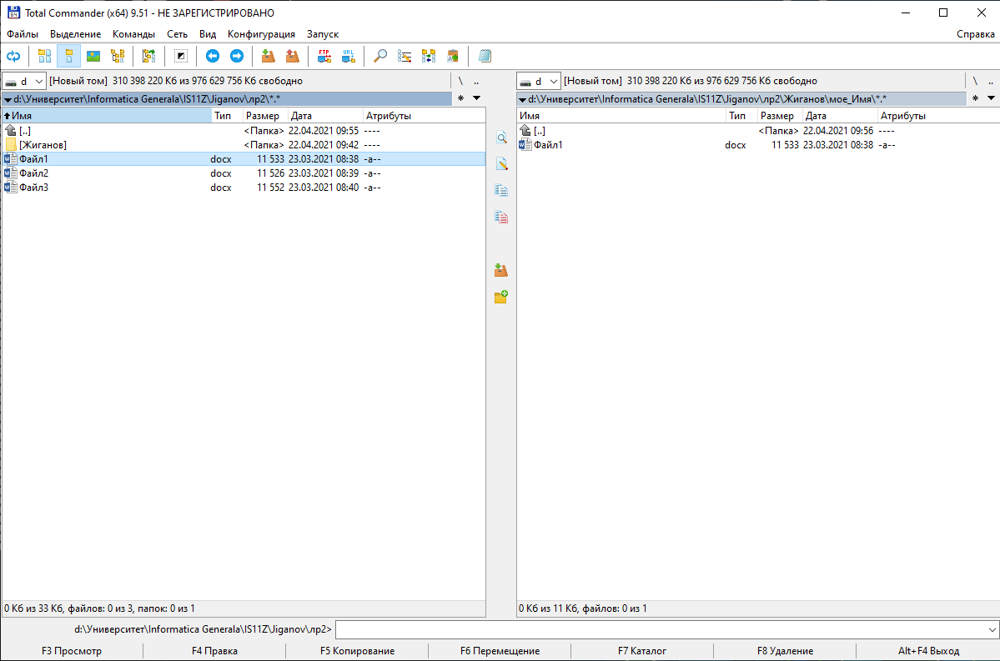 Total Commander (x64) 9.51 - НЕ ЗАРЕГИСТРИРОВАНО
Файлы Выделение Команды Сеть Вид Конфигурация Запуск Справка
FTP URL
d [Новый том] 310 398 220 Кб из 976 629 756 Кб свободно \ ..
d:\Университет\Informatica Generala\IS11Z\Jiganov\лр2\*.* *
Имя Тип Размер Дата Атрибуты
[..] <Папка> 22.04.2021 09:55 ----
[Жиганов] <Папка> 22.04.2021 09:42 ----
Файл1 docx 11 533 23.03.2021 08:38 -a--
Файл2 docx 11 526 23.03.2021 08:39 -a--
Файл3 docx 11 552 23.03.2021 08:40 -a--
0 Кб из 33 Кб, файлов: 0 из 3, папок: 0 из 1
d [Новый том] 310 398 220 Кб из 976 629 756 Кб свободно \ ..
d:\Университет\Informatica Generala\IS11Z\Jiganov\лр2\Жиганов\мое_Имя\*.* *
Имя Тип Размер Дата Атрибуты
[..] <Папка> 22.04.2021 09:56 ----
Файл1 docx 11 533 23.03.2021 08:38 -a--
0 Кб из 11 Кб, файлов: 0 из 1
d:\Университет\Informatica Generala\IS11Z\Jiganov\лр2>
F3 Просмотр F4 Правка F5 Копирование F6 Перемещение F7 Каталог F8 Удаление Alt+F4 Выход